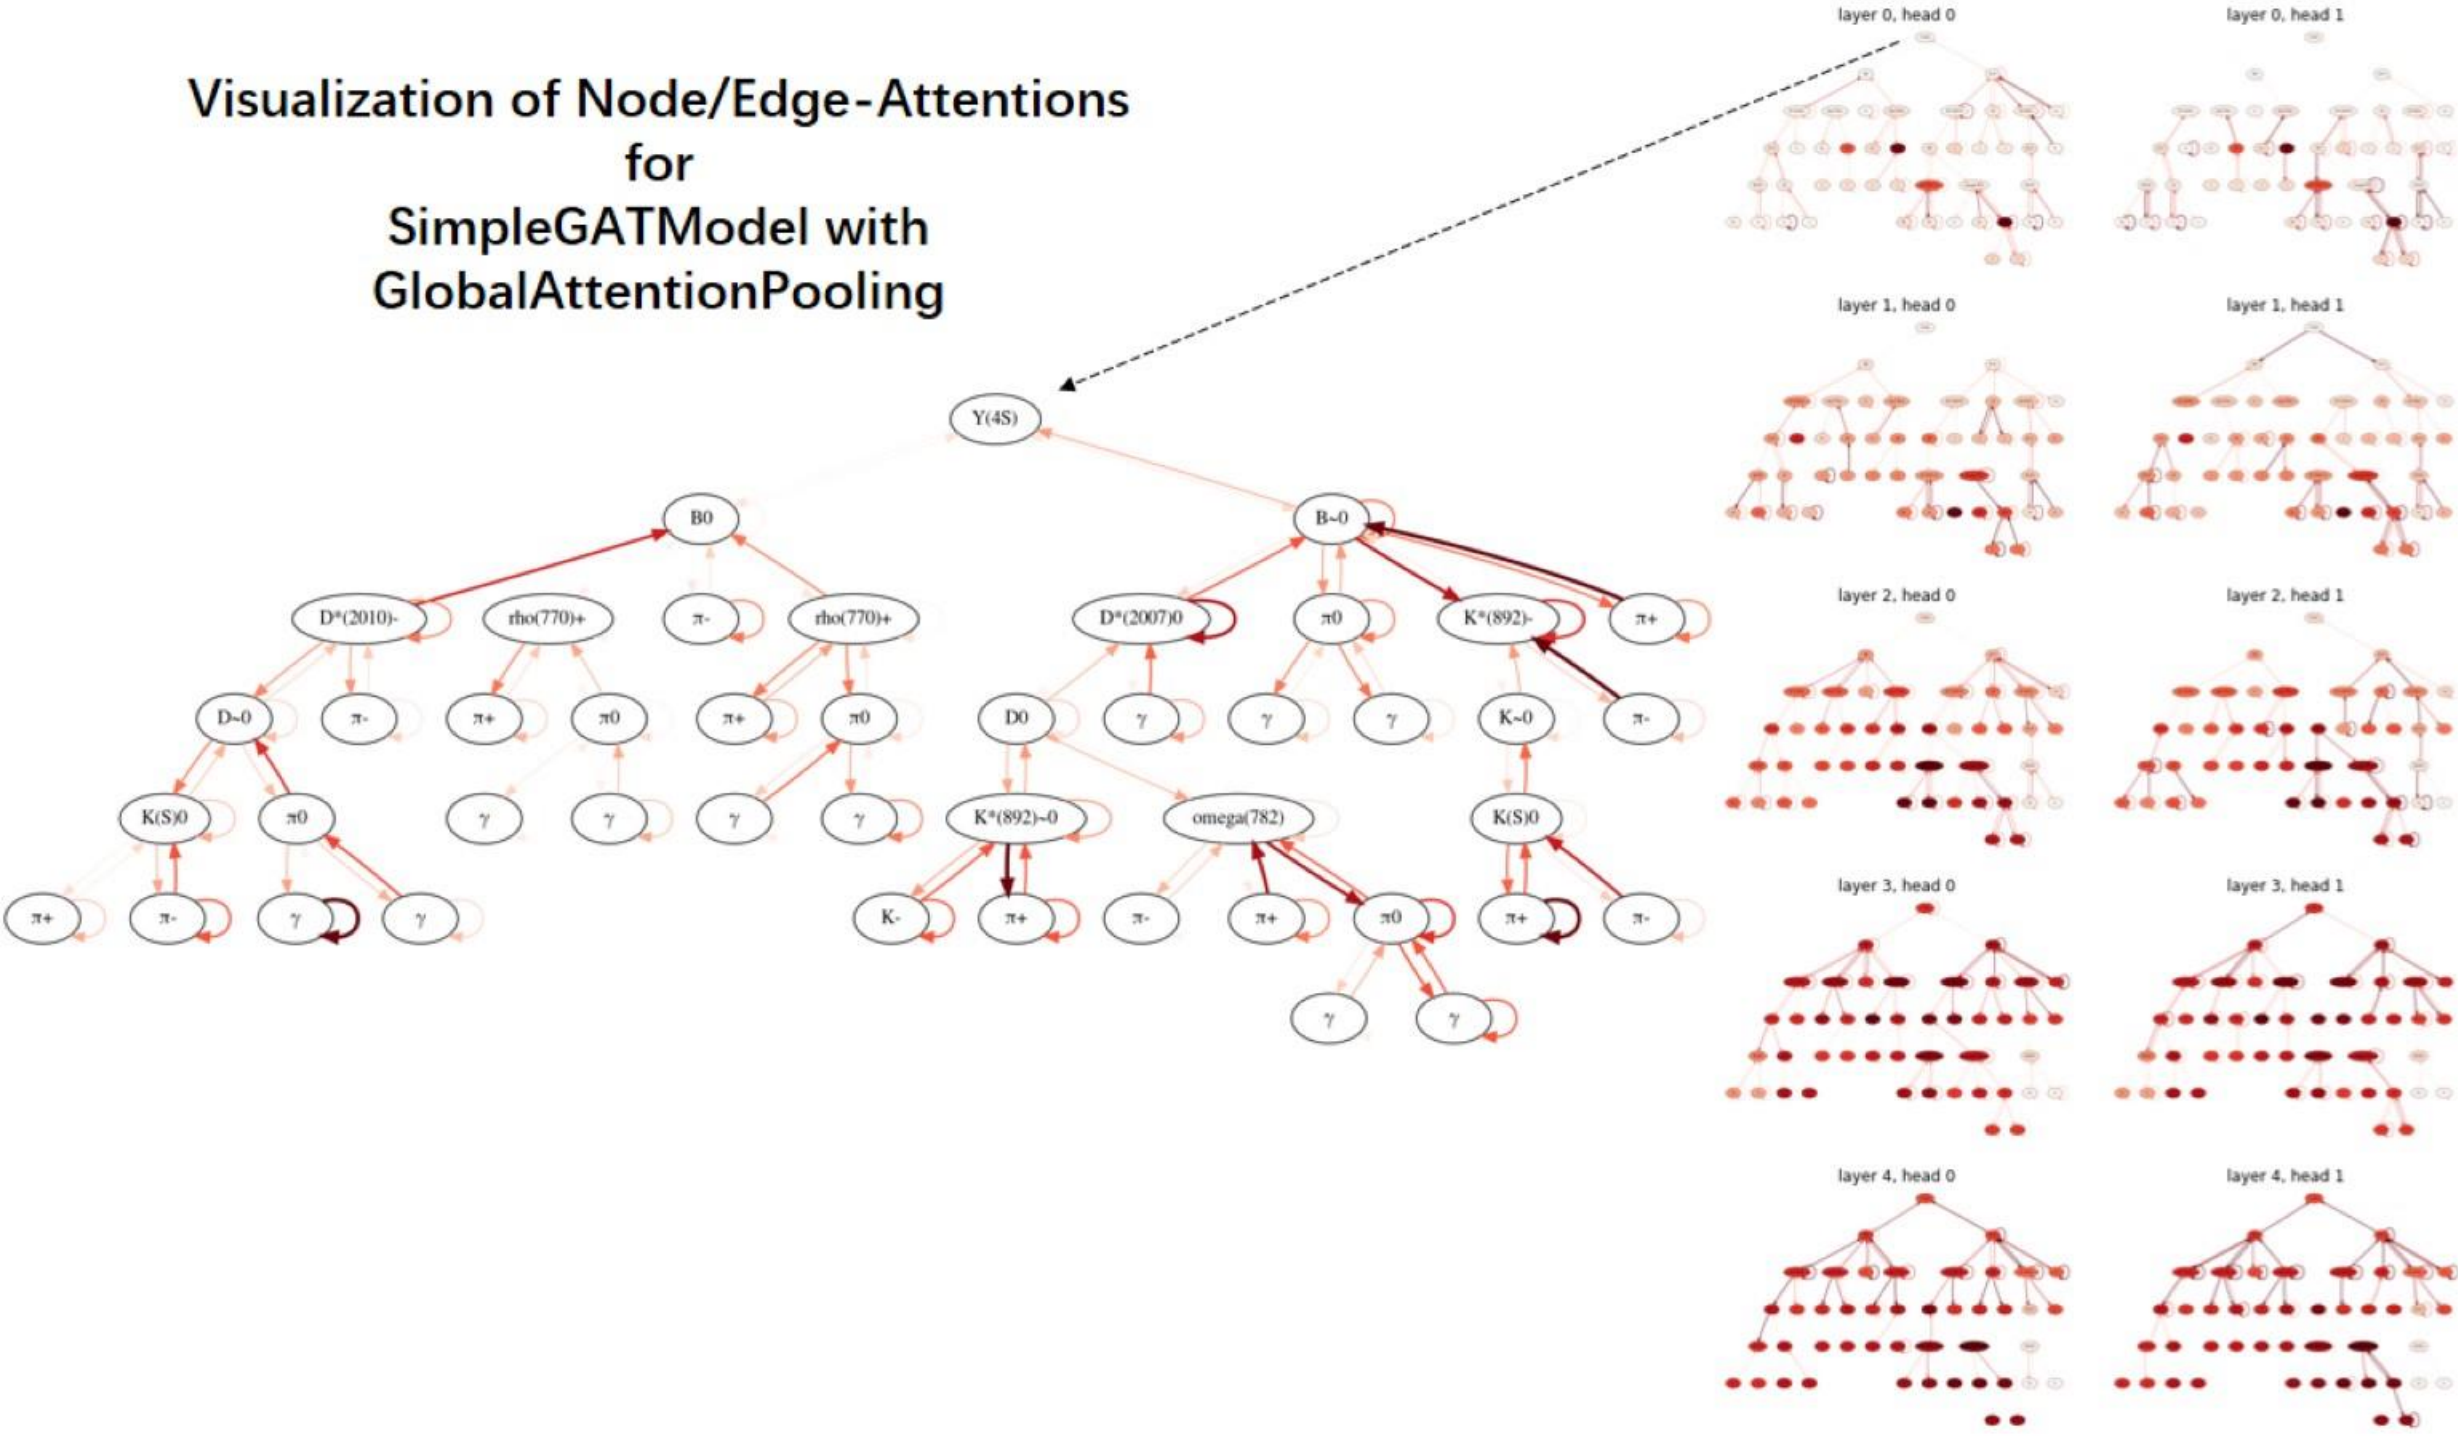 Visualization of Node/Edge-Attentions
for
SimpleGATModel with
GlobalAttentionPooling
Y(4S)
B0
B~0
D*(2010)-
rho(770)+
π-
rho(770)+
D*(2007)0
π0
K*(892)-
π+
D~0
π-
π+
π0
π+
π0
D0
γ
γ
γ
K~0
π-
K(S)0
π0
γ
γ
γ
γ
K*(892)~0
omega(782)
K(S)0
π+
π-
γ
γ
K-
π+
π-
π+
π0
π+
π-
γ
γ
layer 0, head 0
layer 0, head 1
layer 1, head 0
layer 1, head 1
layer 2, head 0
layer 2, head 1
layer 3, head 0
layer 3, head 1
layer 4, head 0
layer 4, head 1